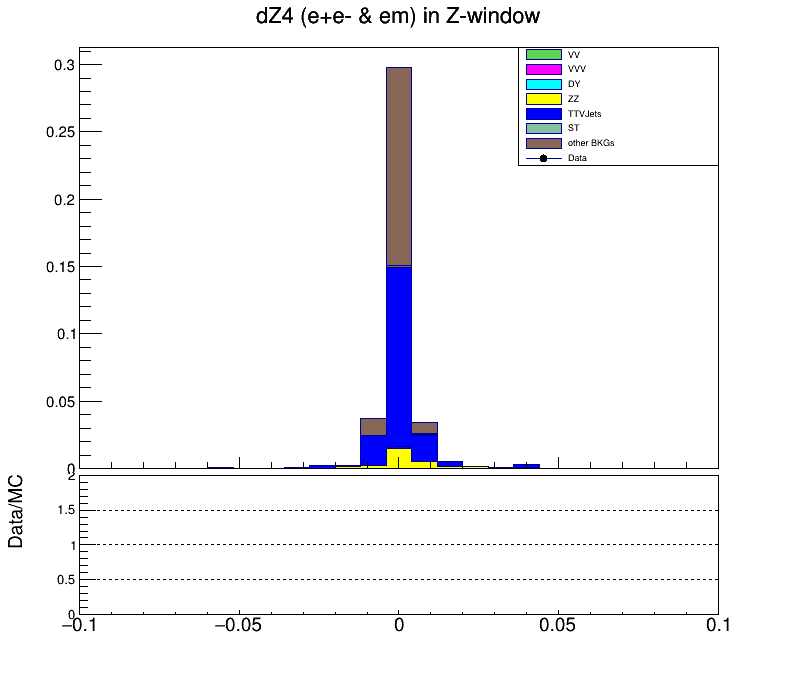 dZ4 (e+e- & em) in Z-window
0.3
0.25
0.2
0.15
0.1
0.05
0
VV
VVV
DY
ZZ
TTVJets
ST
other BKGs
Data
Data/MC
2
1.5
1
0.5
0
−0.1
−0.05
0
0.05
0.1